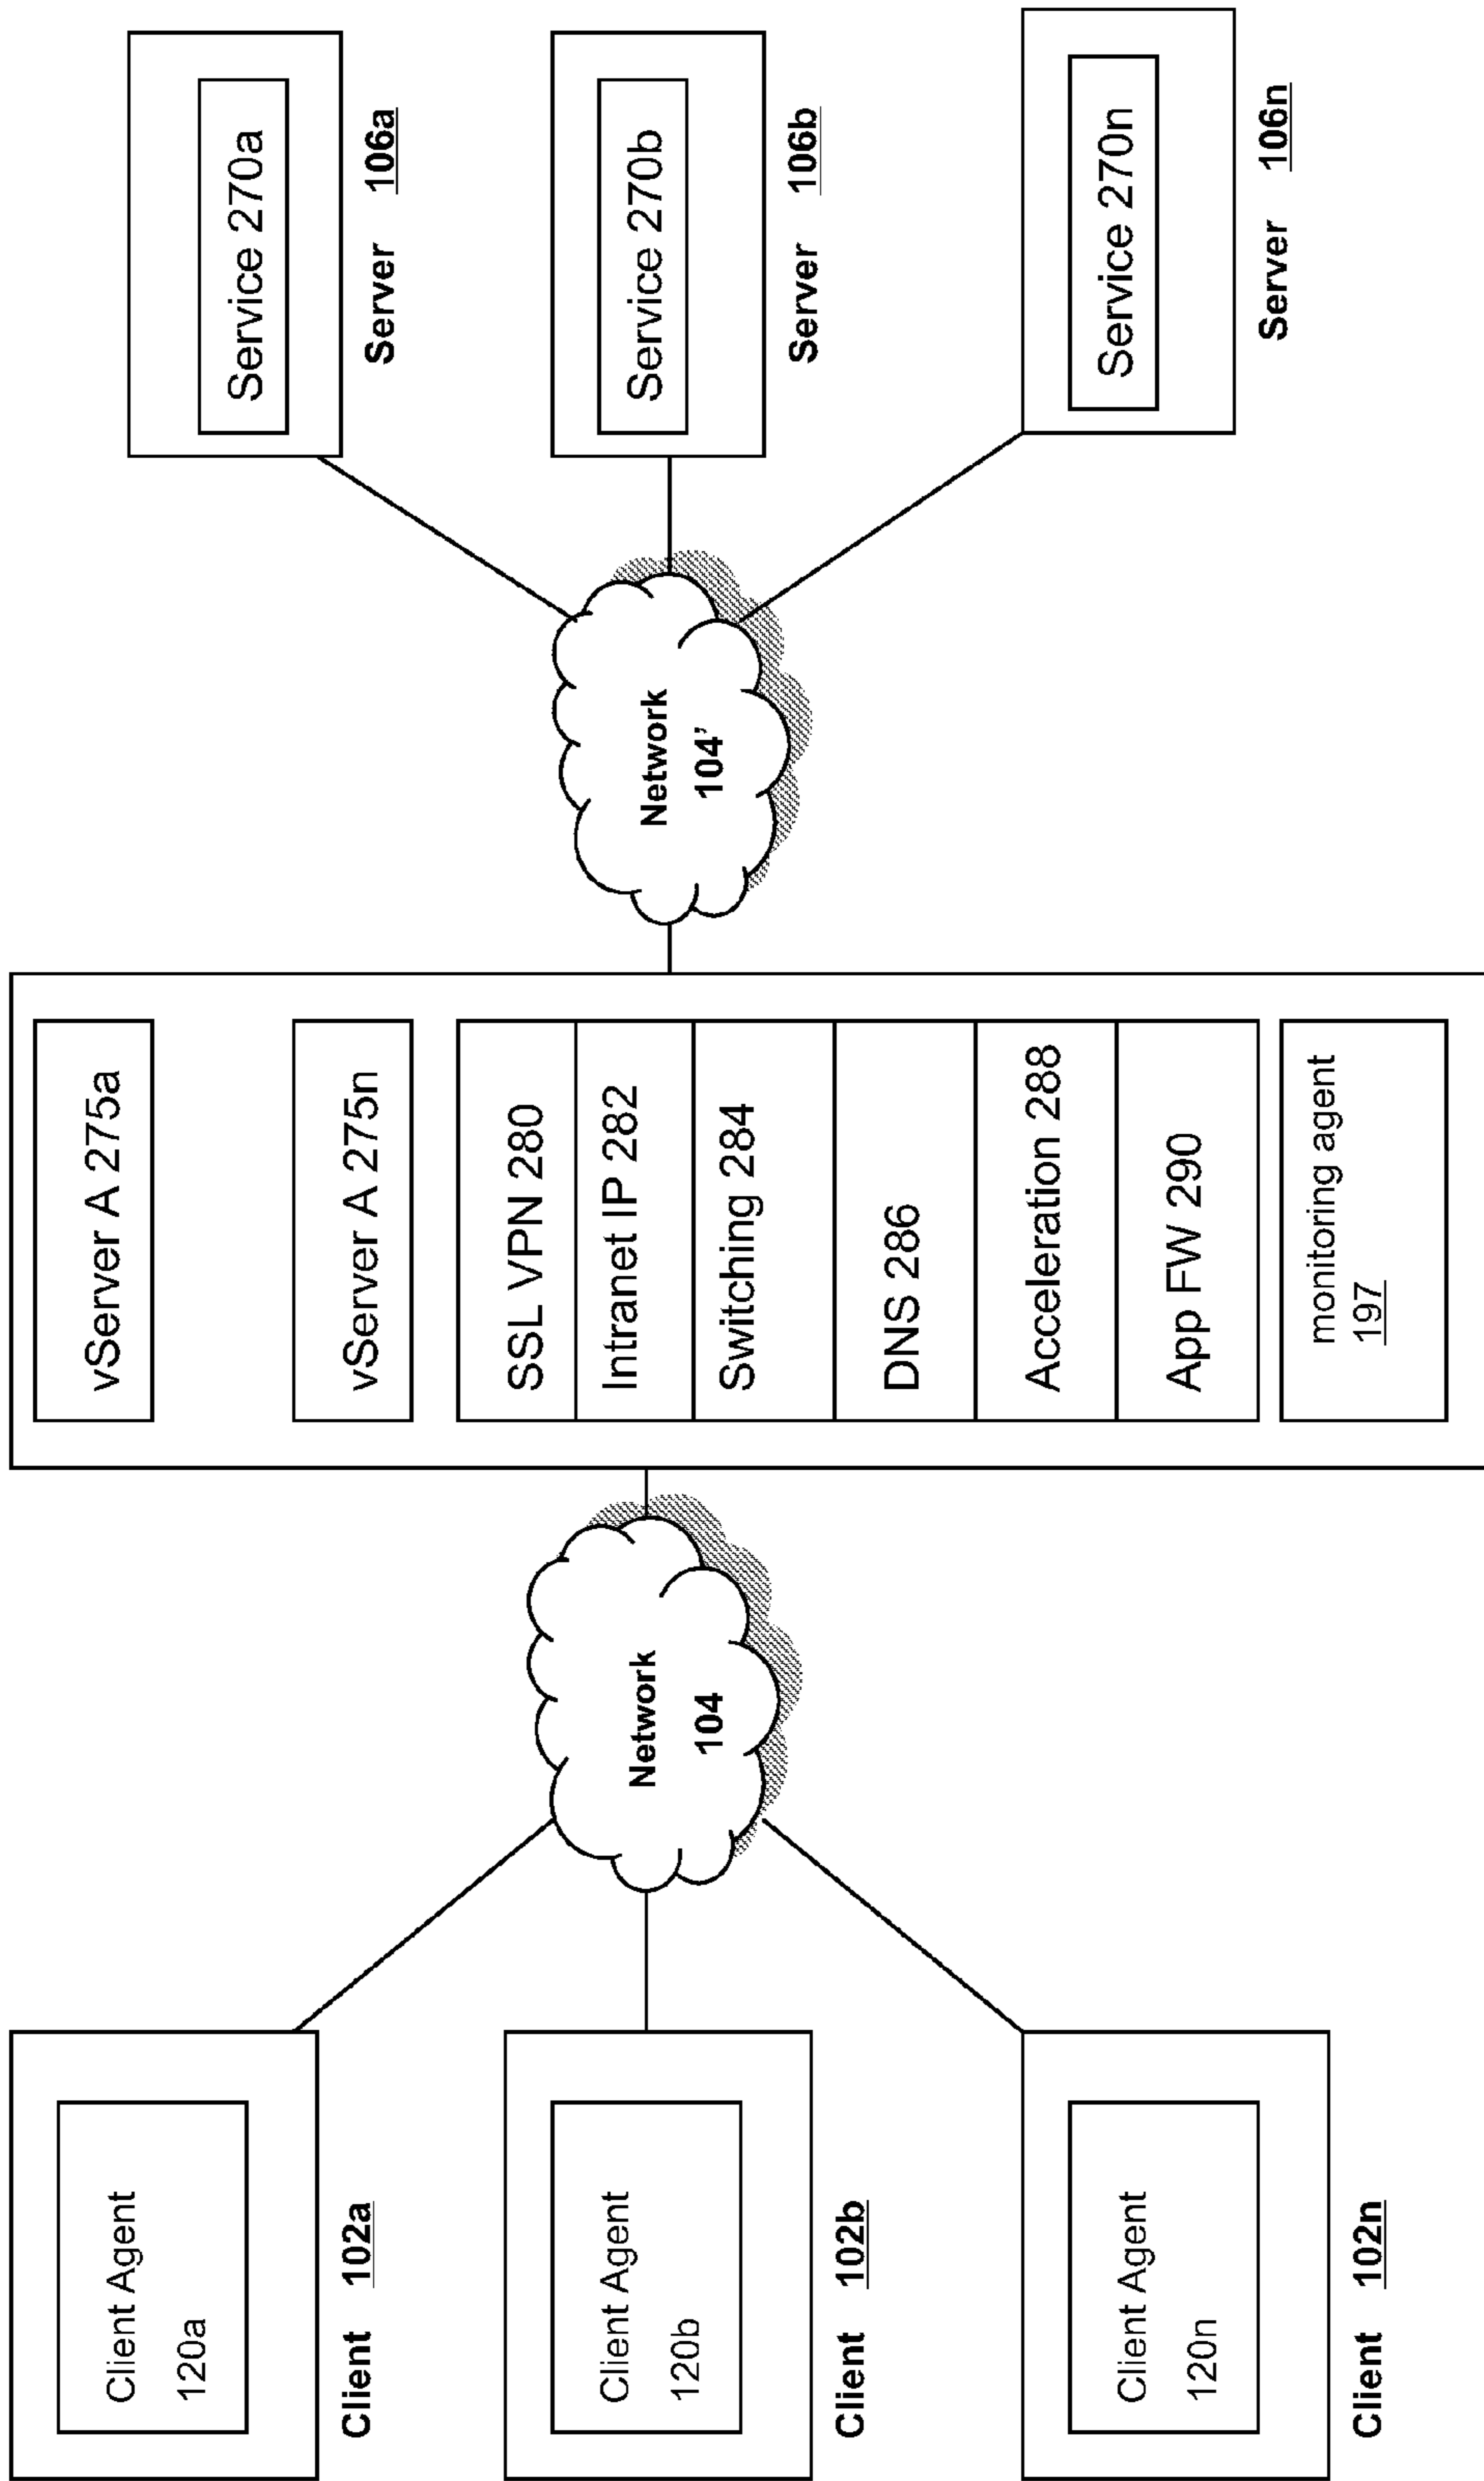 Client Agent
120a
Client 102a
Client Agent
120b
Client 102b
Client Agent
120n
Client 102n
Network
104
vServer A 275a
vServer A 275n
SSL VPN 280
Intranet IP 282
Switching 284
DNS 286
Acceleration 288
App FW 290
monitoring agent
197
Network
104'
Service 270a
Server 106a
Service 270b
Server 106b
Service 270n
Server 106n